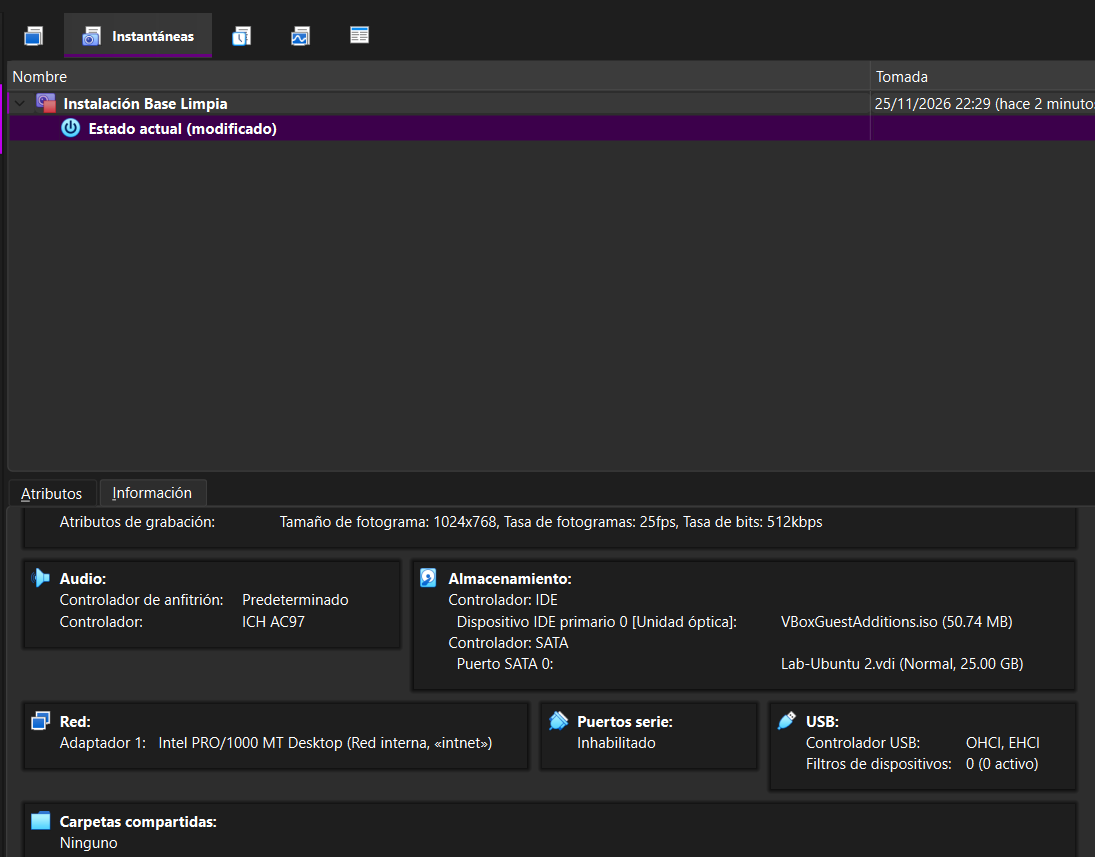 Instantáneas
Nombre Tomada
Instalación Base Limpia 25/11/2026 22:29 (hace 2 minutos
Estado actual (modificado)
Atributos Información
Atributos de grabación: Tamaño de fotograma: 1024x768, Tasa de fotogramas: 25fps, Tasa de bits: 512kbps
Audio:
Controlador de anfitrión: Predeterminado
Controlador: ICH AC97
Almacenamiento:
Controlador: IDE
Dispositivo IDE primario 0 [Unidad óptica]: VBoxGuestAdditions.iso (50.74 MB)
Controlador: SATA
Puerto SATA 0: Lab-Ubuntu 2.vdi (Normal, 25.00 GB)
Red:
Adaptador 1: Intel PRO/1000 MT Desktop (Red interna, «intnet»)
Puertos serie:
Inhabilitado
USB:
Controlador USB: OHCI, EHCI
Filtros de dispositivos: 0 (0 activo)
Carpetas compartidas:
Ninguno